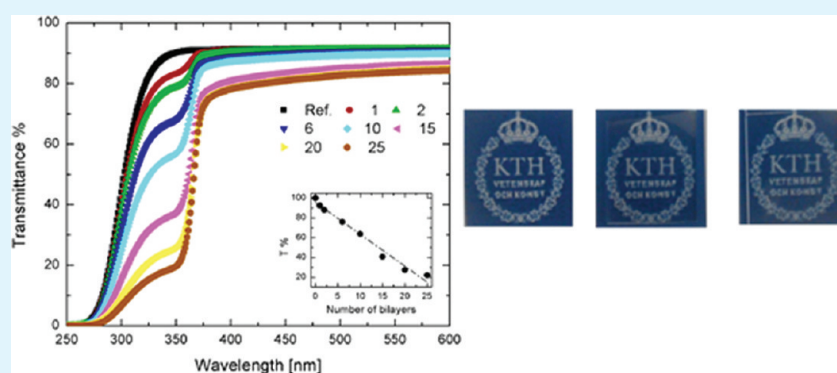 100
80
60
40
20
0
Transmittance %
250 300 350 400 450 500 550 600
Wavelength [nm]
Ref. 1 2
6 10 15
20 25
100
80
60
40
20
T %
0 5 10 15 20 25
Number of bilayers
KTH
VETENSKAP
OCH KONST
KTH
VETENSKAP
OCH KONST
KTH
VETENSKAP
OCH KONST